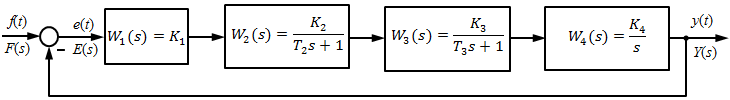 f(t)
F(s)
–
e(t)
E(s)
W₁(s) = K₁
W₂(s) = K₂ / (T₂s + 1)
W₃(s) = K₃ / (T₃s + 1)
W₄(s) = K₄ / s
y(t)
Y(s)